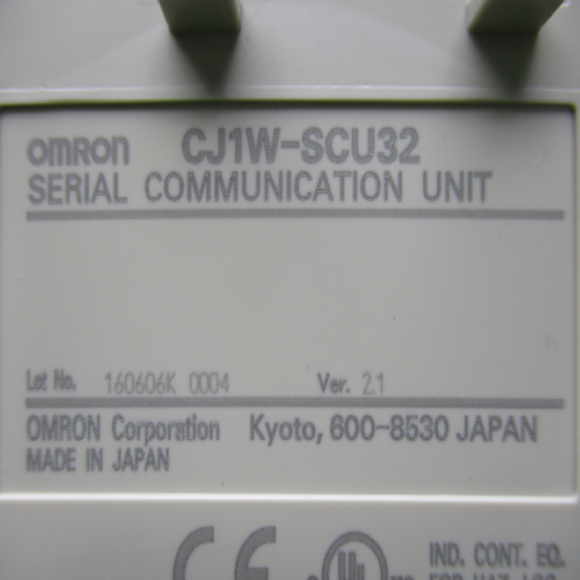 omron CJ1W-SCU32
SERIAL COMMUNICATION UNIT
Lot No. 160606K 0004 Ver. 2.1
OMRON Corporation Kyoto, 600-8530 JAPAN
MADE IN JAPAN
CE UL IND. CONT. EQ.